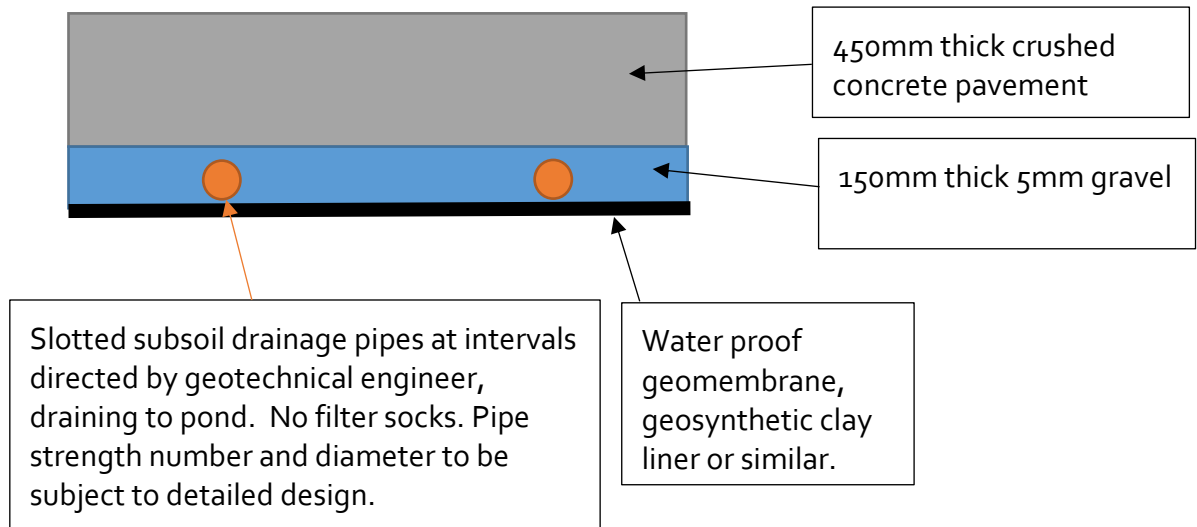 450mm thick crushed
concrete pavement
150mm thick 5mm gravel
Slotted subsoil drainage pipes at intervals
directed by geotechnical engineer,
draining to pond.  No filter socks. Pipe
strength number and diameter to be
subject to detailed design.
Water proof
geomembrane,
geosynthetic clay
liner or similar.